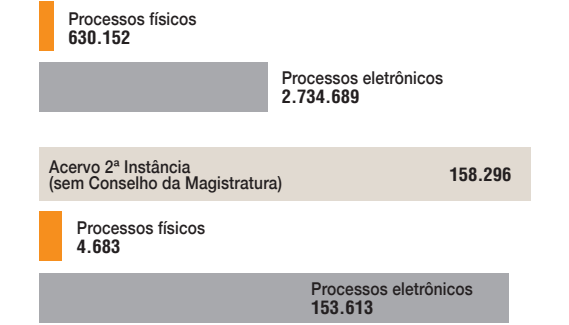 Processos físicos
630.152
Processos eletrônicos
2.734.689
Acervo 2ª Instância
(sem Conselho da Magistratura)
158.296
Processos físicos
4.683
Processos eletrônicos
153.613